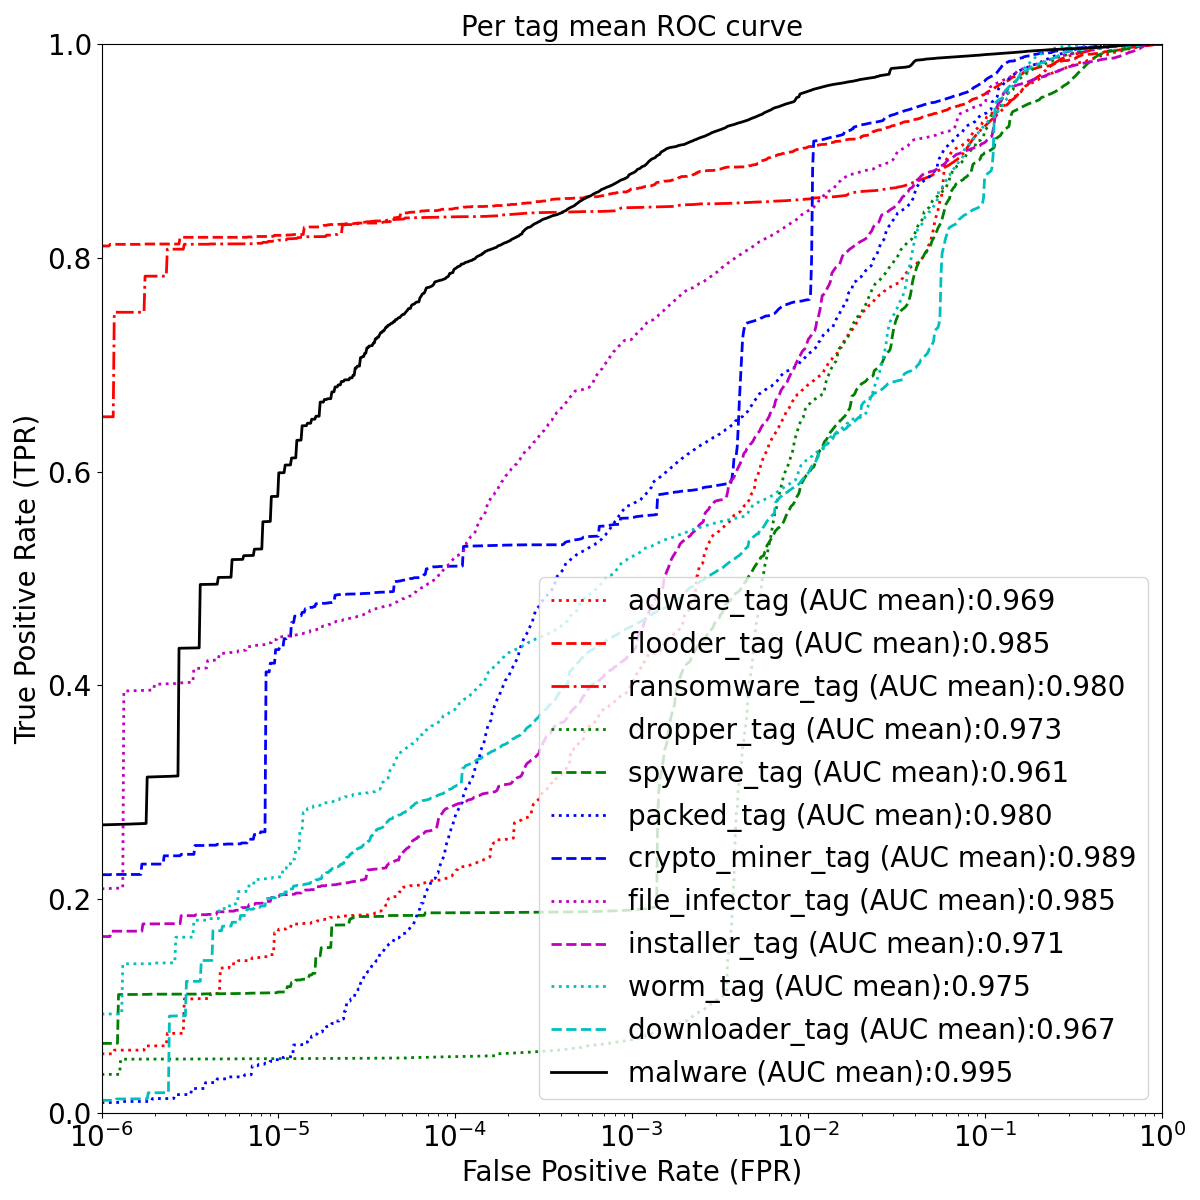 Per tag mean ROC curve
True Positive Rate (TPR)
1.0
0.8
0.6
0.4
0.2
0.0
adware_tag (AUC mean):0.969
flooder_tag (AUC mean):0.985
ransomware_tag (AUC mean):0.980
dropper_tag (AUC mean):0.973
spyware_tag (AUC mean):0.961
packed_tag (AUC mean):0.980
crypto_miner_tag (AUC mean):0.989
file_infector_tag (AUC mean):0.985
installer_tag (AUC mean):0.971
worm_tag (AUC mean):0.975
downloader_tag (AUC mean):0.967
malware (AUC mean):0.995
10⁻⁶ 10⁻⁵ 10⁻⁴ 10⁻³ 10⁻² 10⁻¹ 10⁰
False Positive Rate (FPR)